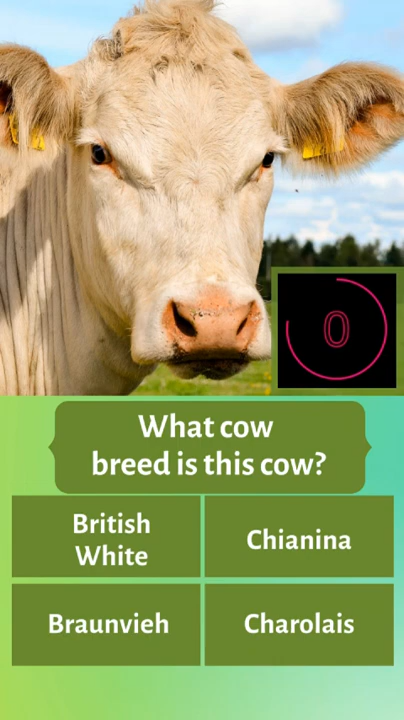 0
What cow
breed is this cow?
British
White
Chianina
Braunvieh
Charolais